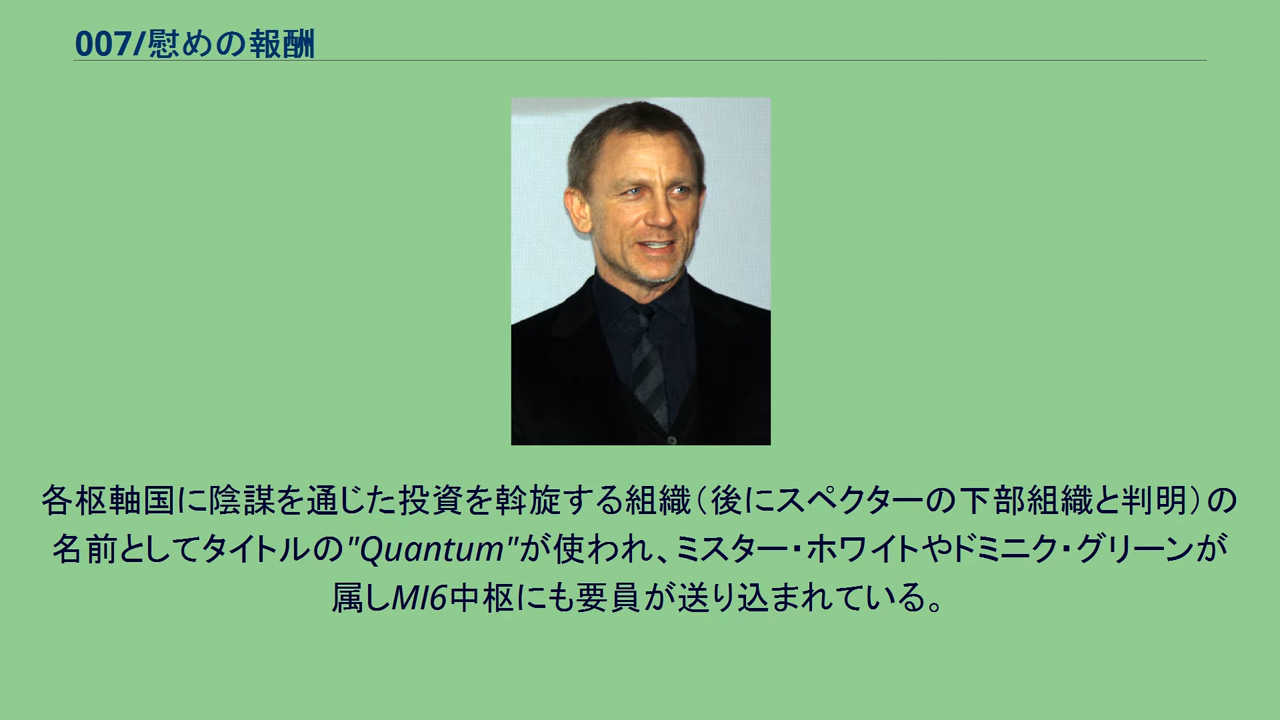 007/慰めの報酬
各枢軸国に陰謀を通じた投資を斡旋する組織（後にスペクターの下部組織と判明）の
名前としてタイトルの"Quantum"が使われ、ミスター・ホワイトやドミニク・グリーンが
属しMI6中枢にも要員が送り込まれている。